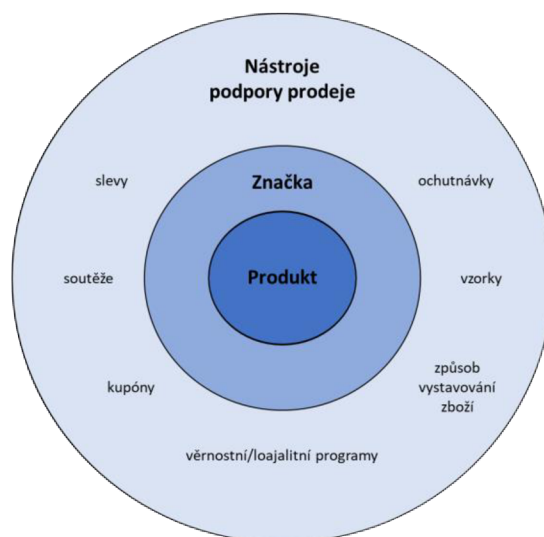 Nástroje
podpory prodeje
slevy
Značka
ochutnávky
soutěže
Produkt
vzorky
kupóny
způsob
vystavování
zboží
věrnostní/loajalitní programy